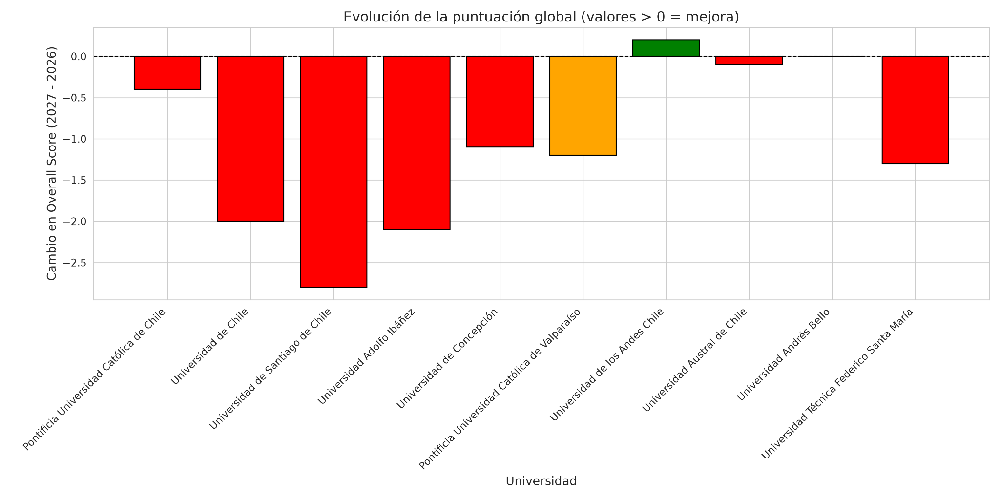 Evolución de la puntuación global (valores > 0 = mejora)
Cambio en Overall Score (2027 - 2026)
0.0
−0.5
−1.0
−1.5
−2.0
−2.5
Pontificia Universidad Católica de Chile
Universidad de Chile
Universidad de Santiago de Chile
Universidad Adolfo Ibáñez
Universidad de Concepción
Pontificia Universidad Católica de Valparaíso
Universidad de los Andes Chile
Universidad Austral de Chile
Universidad Andrés Bello
Universidad Técnica Federico Santa María
Universidad